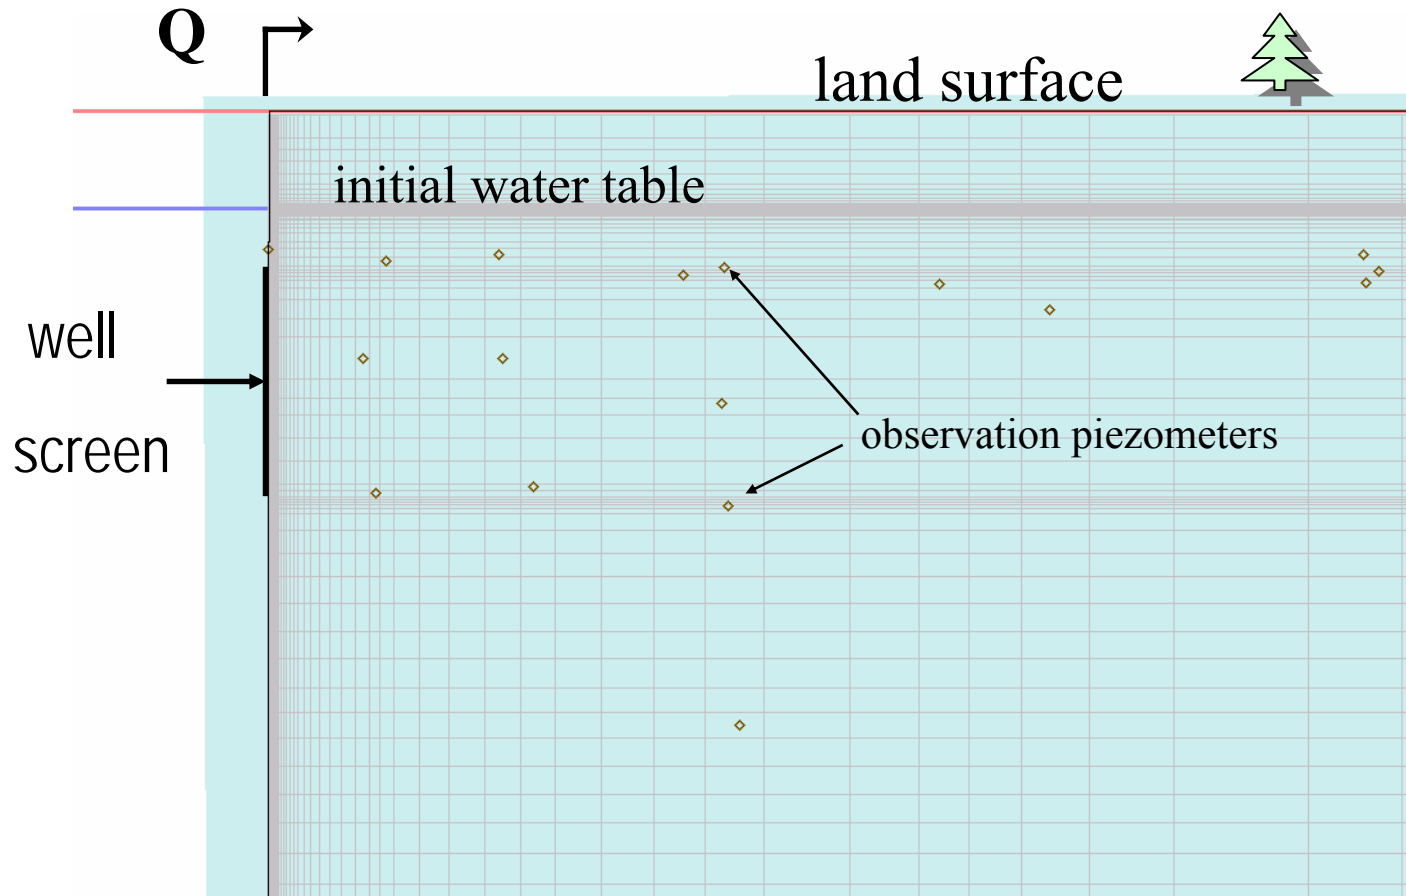 Q
land surface
initial water table
well
screen
observation piezometers